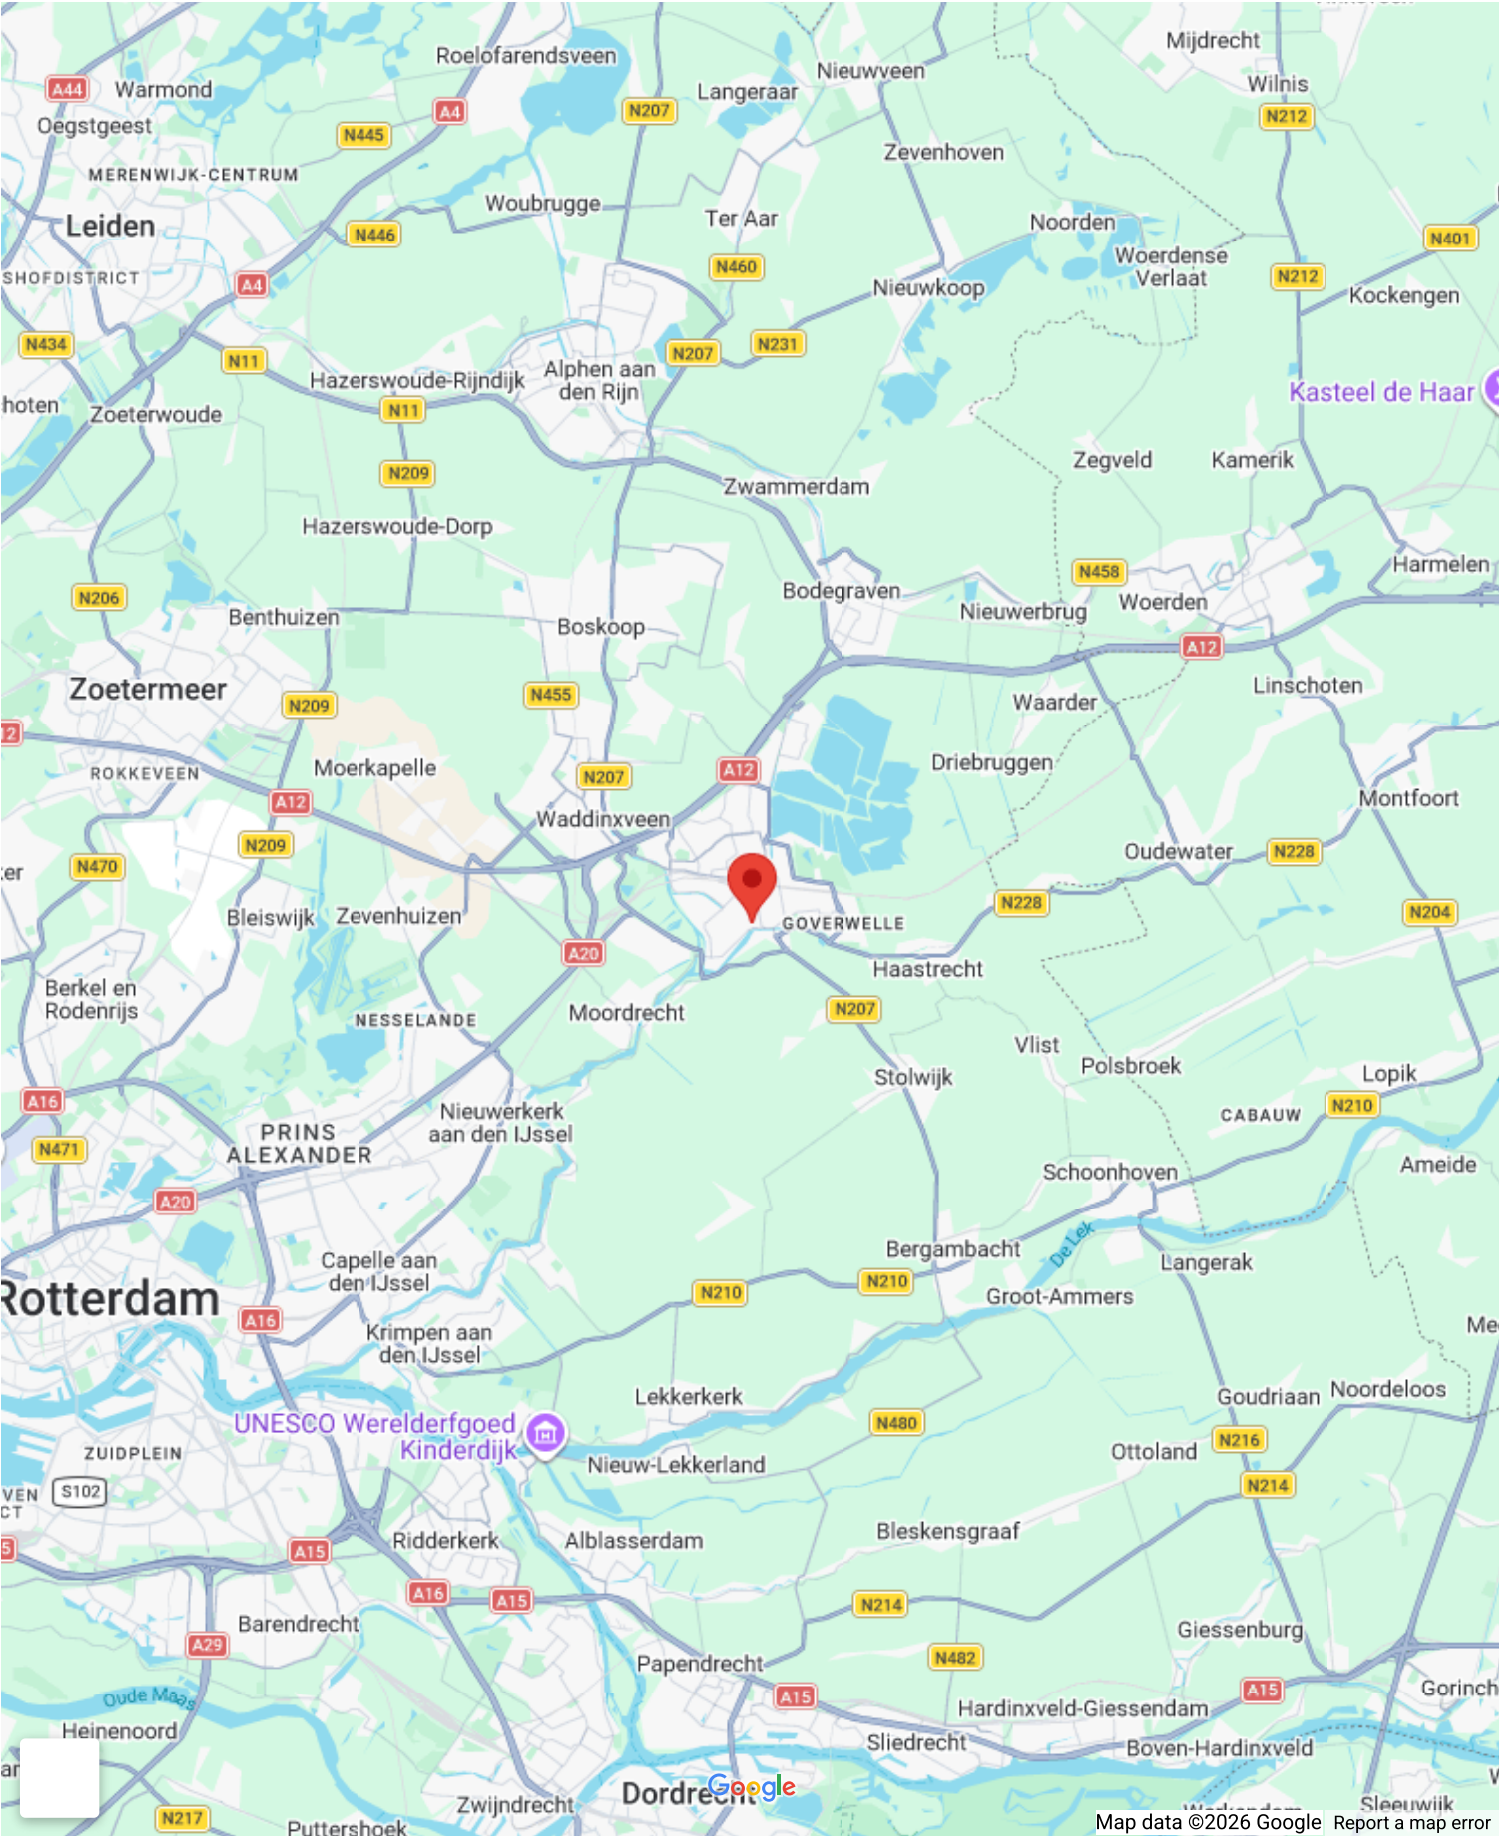 Mijdrecht
Roelofarendsveen
Nieuwveen
A44
Warmond
Langeraar
Wilnis
A4
N207
N212
Oegstgeest
N445
Zevenhoven
MERENWIJK-CENTRUM
Woubrugge
Ter Aar
Noorden
Leiden
N446
N401
Woerdense
Verlaat
N460
SHOFDISTRICT
A4
Nieuwkoop
N212
Kockengen
N434
N11
N207
N231
Alphen aan
den Rijn
Hazerswoude-Rijndijk
Kasteel de Haar
hoten
Zoeterwoude
N11
N209
Zegveld
Kamerik
Zwammerdam
Hazerswoude-Dorp
Harmelen
N458
Bodegraven
N206
Nieuwerbrug
Woerden
Benthuizen
Boskoop
A12
Zoetermeer
Linschoten
N455
N209
Waarder
12
ROKKEVEEN
Moerkapelle
N207
A12
Driebruggen
A12
Montfoort
Waddinxveen
N209
Oudewater
N228
N470
ker
N228
N204
Bleiswijk
Zevenhuizen
GOVERWELLE
A20
Haastrecht
Berkel en
Rodenrijs
N207
Moordrecht
NESSELANDE
Vlist
Polsbroek
Stolwijk
Lopik
A16
N210
CABAUW
Nieuwerkerk
aan den IJssel
PRINS
ALEXANDER
N471
Ameide
Schoonhoven
A20
De Lek
Bergambacht
Langerak
Capelle aan
den IJssel
N210
N210
Groot-Ammers
Rotterdam
A16
Me
Krimpen aan
den IJssel
Lekkerkerk
Goudriaan
Noordeloos
UNESCO Werelderfgoed
Kinderdijk
N480
N216
ZUIDPLEIN
Ottoland
Nieuw-Lekkerland
N214
S102
VEN
CT
Bleskensgraaf
Ridderkerk
Alblasserdam
5
A15
A16
A15
N214
Barendrecht
Giessenburg
A29
N482
Papendrecht
A15
A15
Gorinch
Oude Maas
Hardinxveld-Giessendam
Heinenoord
Sliedrecht
Boven-Hardinxveld
ar
Dordrecht
Google
Zwijndrecht
Sleeuwijk
N217
Puttershoek
Map data ©2026 Google
Report a map error